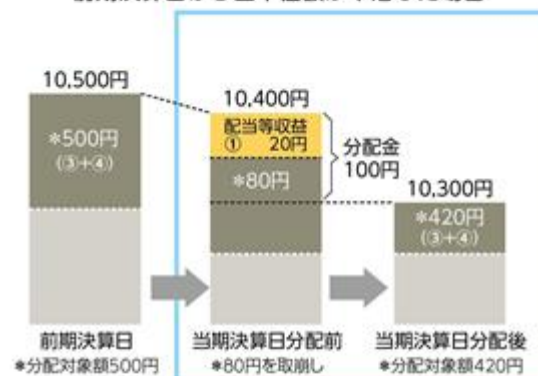 10,500円
*500円
(③+④)
前期決算日
*分配対象額500円
10,400円
配当等収益
① 20円
*80円
分配金
100円
当期決算日分配前
*80円を取崩し
10,300円
*420円
(③+④)
当期決算日分配後
*分配対象額420円